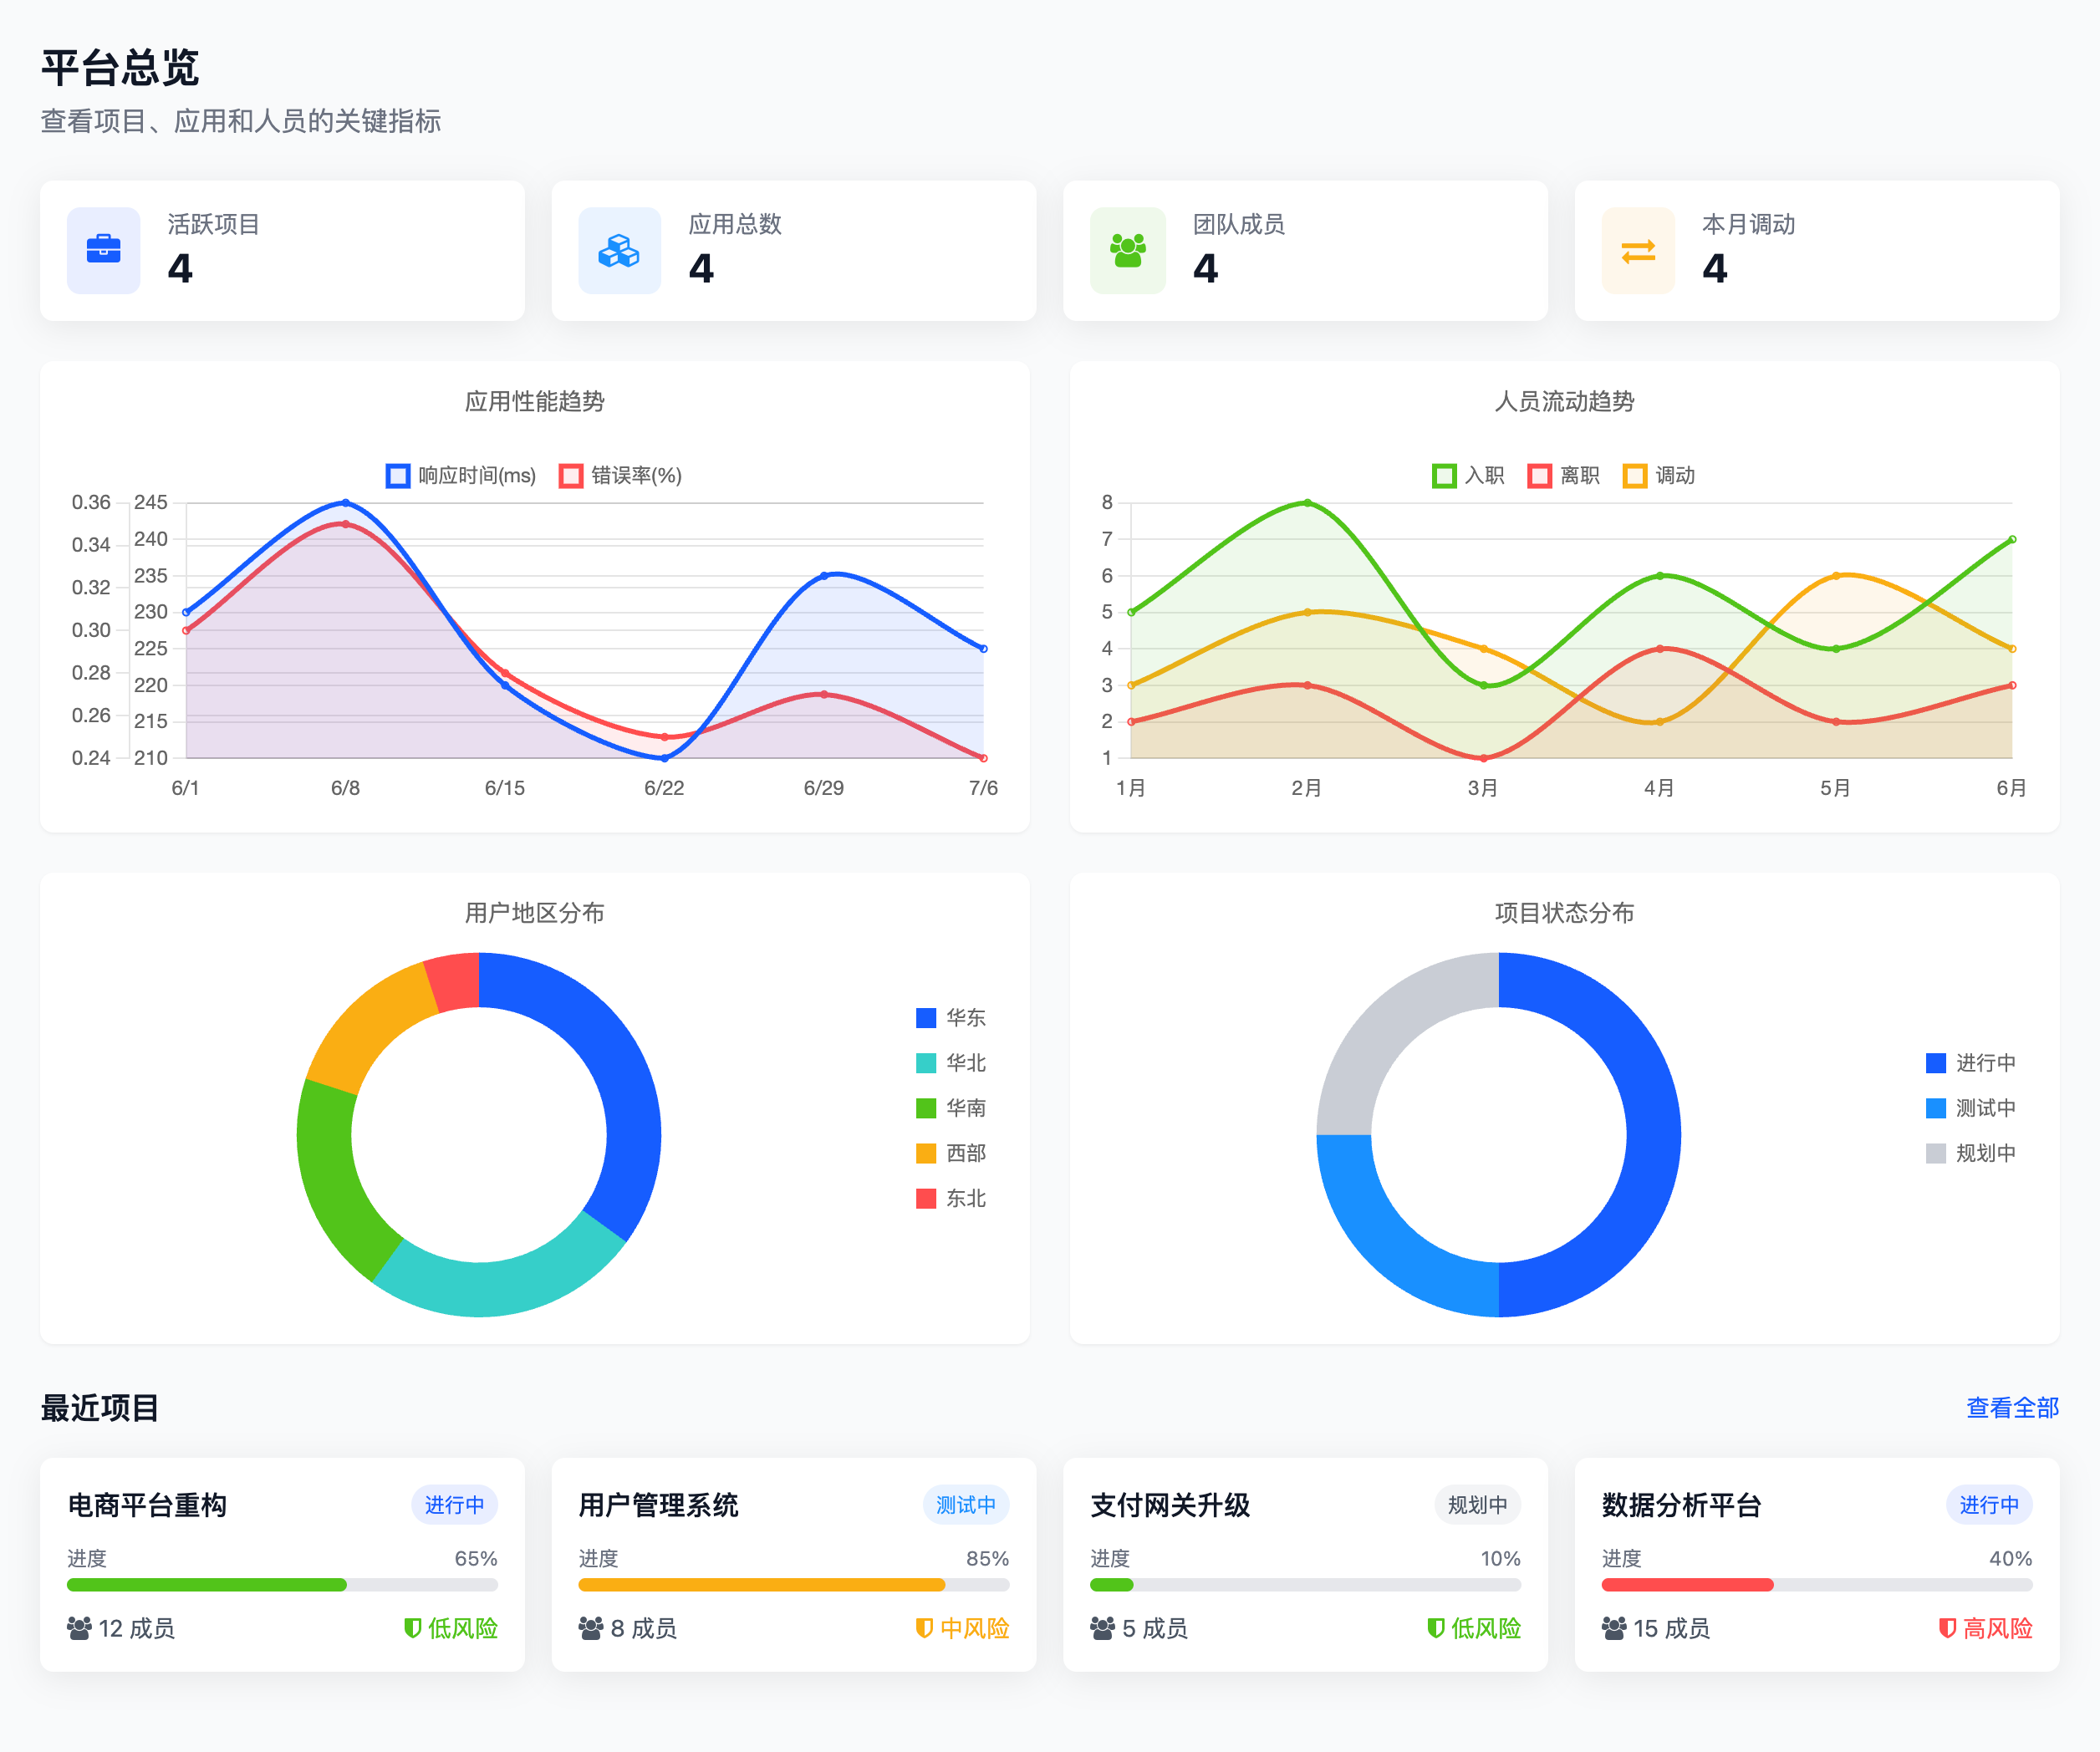 平台总览
查看项目、应用和人员的关键指标
活跃项目
4
应用总数
4
团队成员
4
本月调动
4
应用性能趋势
响应时间(ms) 错误率(%)
0.36 245
240
0.34
235
0.32
230
0.30
225
0.28
220
0.26
215
0.24 210
6/1 6/8 6/15 6/22 6/29 7/6
人员流动趋势
入职 离职 调动
8
7
6
5
4
3
2
1
1月 2月 3月 4月 5月 6月
用户地区分布
华东
华北
华南
西部
东北
项目状态分布
进行中
测试中
规划中
最近项目 查看全部
电商平台重构 进行中
进度 65%
12 成员 低风险
用户管理系统 测试中
进度 85%
8 成员 中风险
支付网关升级 规划中
进度 10%
5 成员 低风险
数据分析平台 进行中
进度 40%
15 成员 高风险